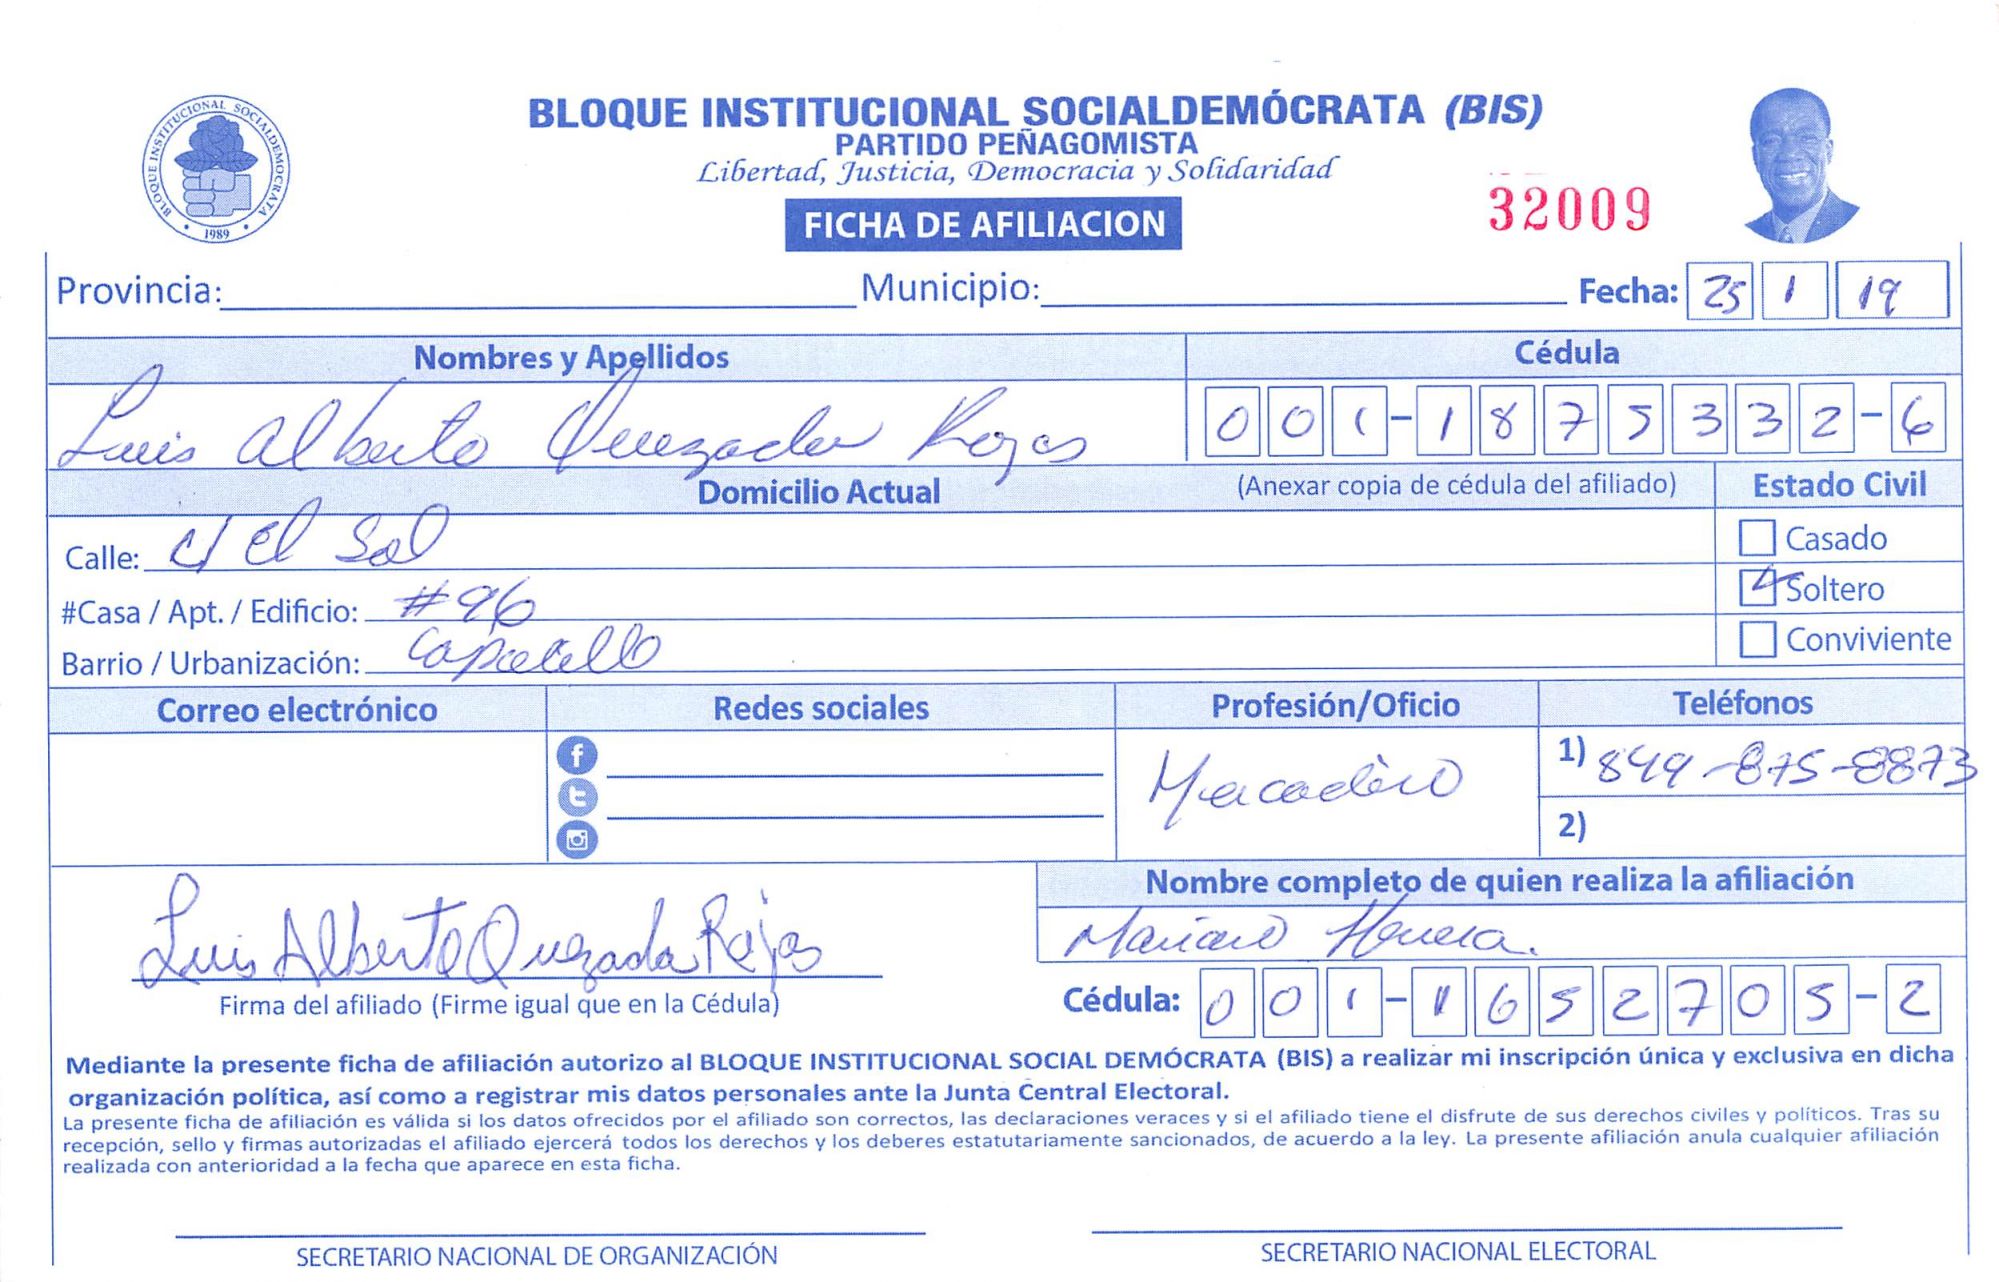 BLOQUE INSTITUCIONAL SOCIALDEMOCRATA
1989
BLOQUE INSTITUCIONAL SOCIALDEMÓCRATA (BIS)
PARTIDO PEÑAGOMISTA
Libertad, Justicia, Democracia y Solidaridad
32009
FICHA DE AFILIACION
Provincia: Municipio: Fecha: 25 1 19
Nombres y Apellidos Cédula
Luis Alberto Quezada Rojas 001-1875332-6
Domicilio Actual (Anexar copia de cédula del afiliado) Estado Civil
Calle: c/ El Sol Casado
#Casa / Apt. / Edificio: #96 Soltero
Barrio / Urbanización: Conviviente
Correo electrónico Redes sociales Profesión/Oficio Teléfonos
1) 849-875-8873
2)
Nombre completo de quien realiza la afiliación
Luis Alberto Quezada Rojas Mariano Herrera.
Firma del afiliado (Firme igual que en la Cédula) Cédula: 001-1652705-2
Mediante la presente ficha de afiliación autorizo al BLOQUE INSTITUCIONAL SOCIAL DEMÓCRATA (BIS) a realizar mi inscripción única y exclusiva en dicha
organización política, así como a registrar mis datos personales ante la Junta Central Electoral.
La presente ficha de afiliación es válida si los datos ofrecidos por el afiliado son correctos, las declaraciones veraces y si el afiliado tiene el disfrute de sus derechos civiles y políticos. Tras su
recepción, sello y firmas autorizadas el afiliado ejercerá todos los derechos y los deberes estatutariamente sancionados, de acuerdo a la ley. La presente afiliación anula cualquier afiliación
realizada con anterioridad a la fecha que aparece en esta ficha.
SECRETARIO NACIONAL DE ORGANIZACIÓN SECRETARIO NACIONAL ELECTORAL